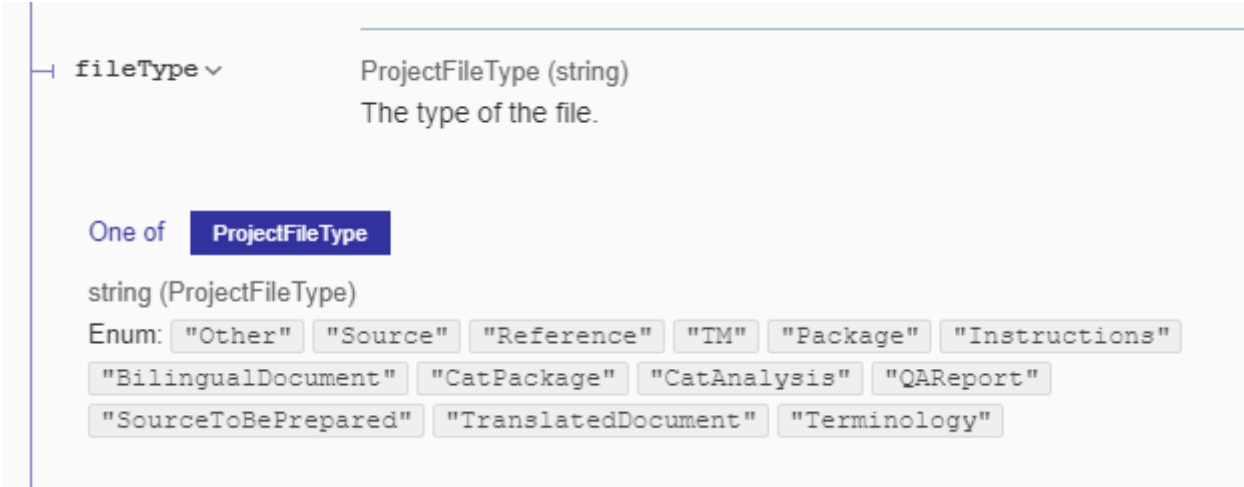 fileType ProjectFileType (string)
The type of the file.
One of ProjectFileType
string (ProjectFileType)
Enum: "Other" "Source" "Reference" "TM" "Package" "Instructions"
"BilingualDocument" "CatPackage" "CatAnalysis" "QAReport"
"SourceToBePrepared" "TranslatedDocument" "Terminology"